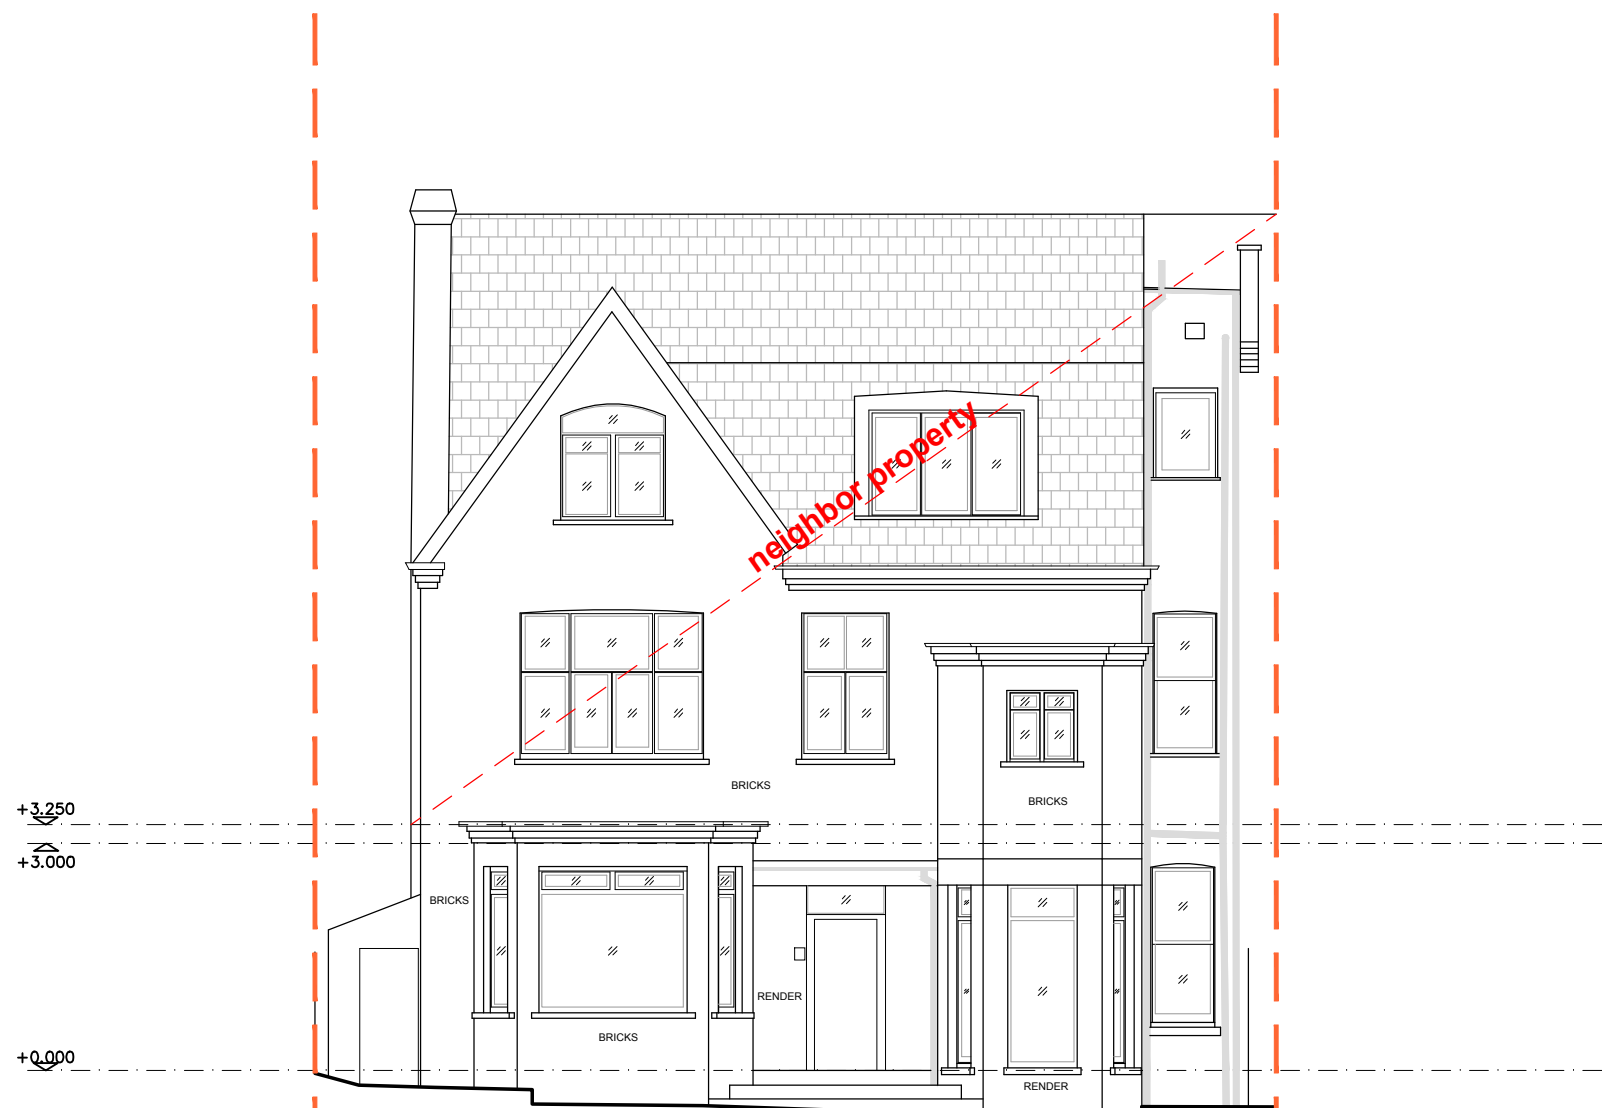 neighbor property
BRICKS
BRICKS
+3.250
+3.000
BRICKS
RENDER
BRICKS
+0.000
RENDER